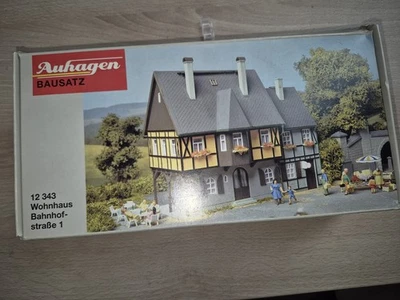 Auhagen
BAUSATZ
12 343
Wohnhaus
Bahnhof-
straße 1